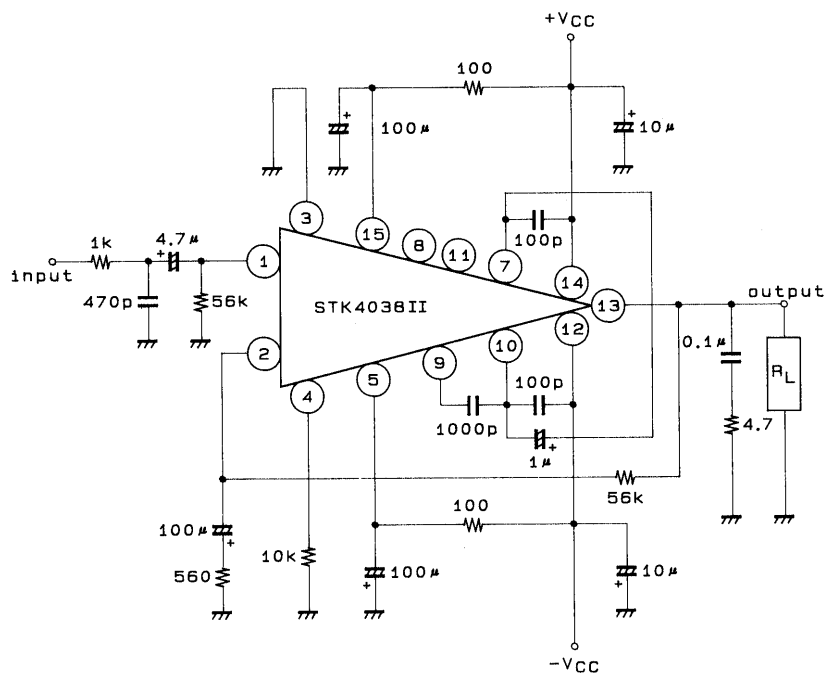 +VCC
100
100µ
10µ
3
15
8
11
7
100p
14
1k
4.7µ
1
input
470p
56k
STK4038II
13
output
2
12
10
0.1µ
RL
9
4
5
1000p
100p
4.7
1µ
56k
100
100µ
560
10k
100µ
10µ
-VCC